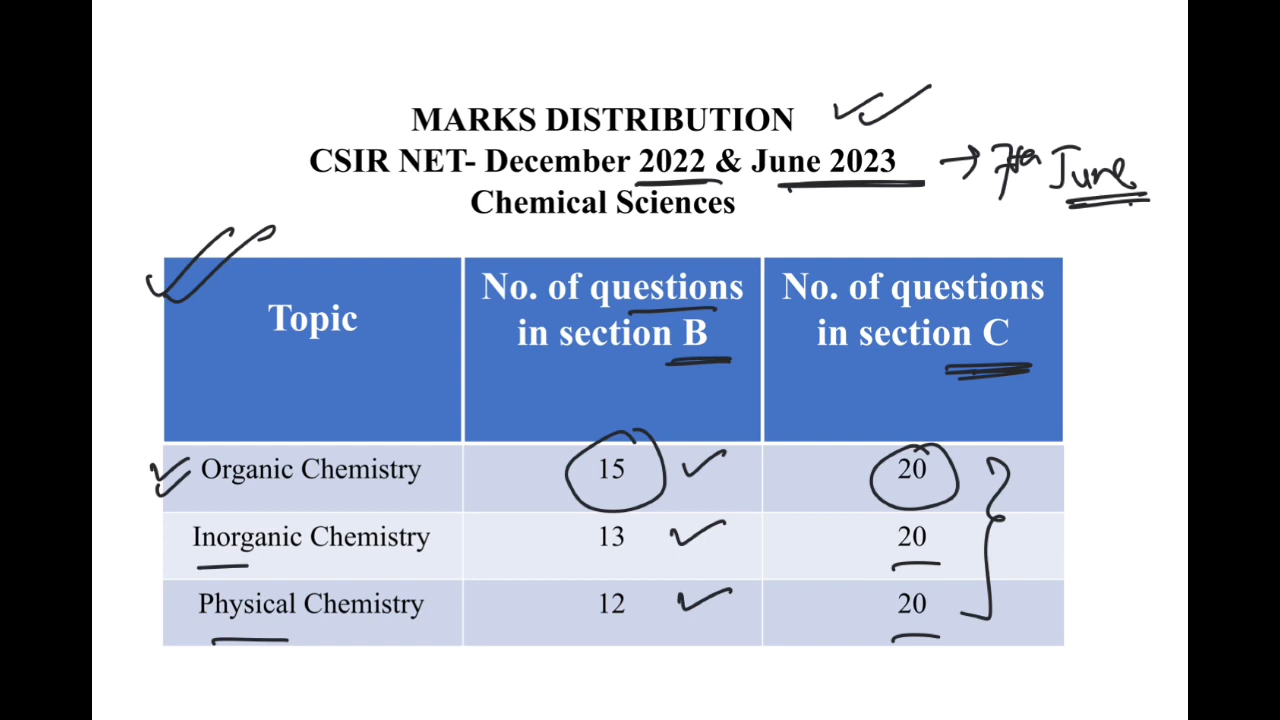 MARKS DISTRIBUTION
CSIR NET- December 2022 & June 2023
7th June
Chemical Sciences
Topic
No. of questions
in section B
No. of questions
in section C
Organic Chemistry 15 20
Inorganic Chemistry 13 20
Physical Chemistry 12 20